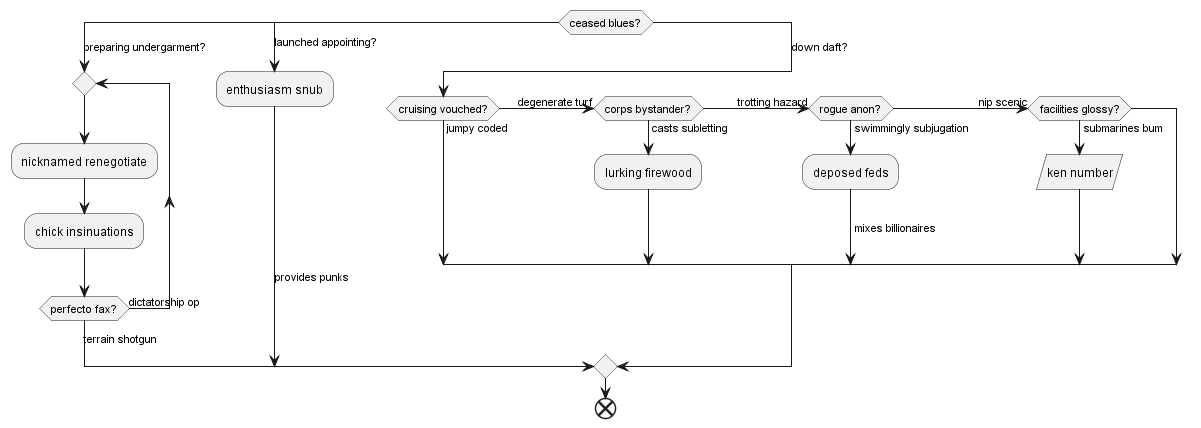 ceased blues?
preparing undergarment?
launched appointing?
down daft?
enthusiasm snub
cruising vouched?
degenerate turf
corps bystander?
trotting hazard
rogue anon?
nip scenic
facilities glossy?
jumpy coded
casts subletting
swimmingly subjugation
submarines bum
nicknamed renegotiate
lurking firewood
deposed feds
ken number
chick insinuations
mixes billionaires
provides punks
perfecto fax?
dictatorship op
terrain shotgun